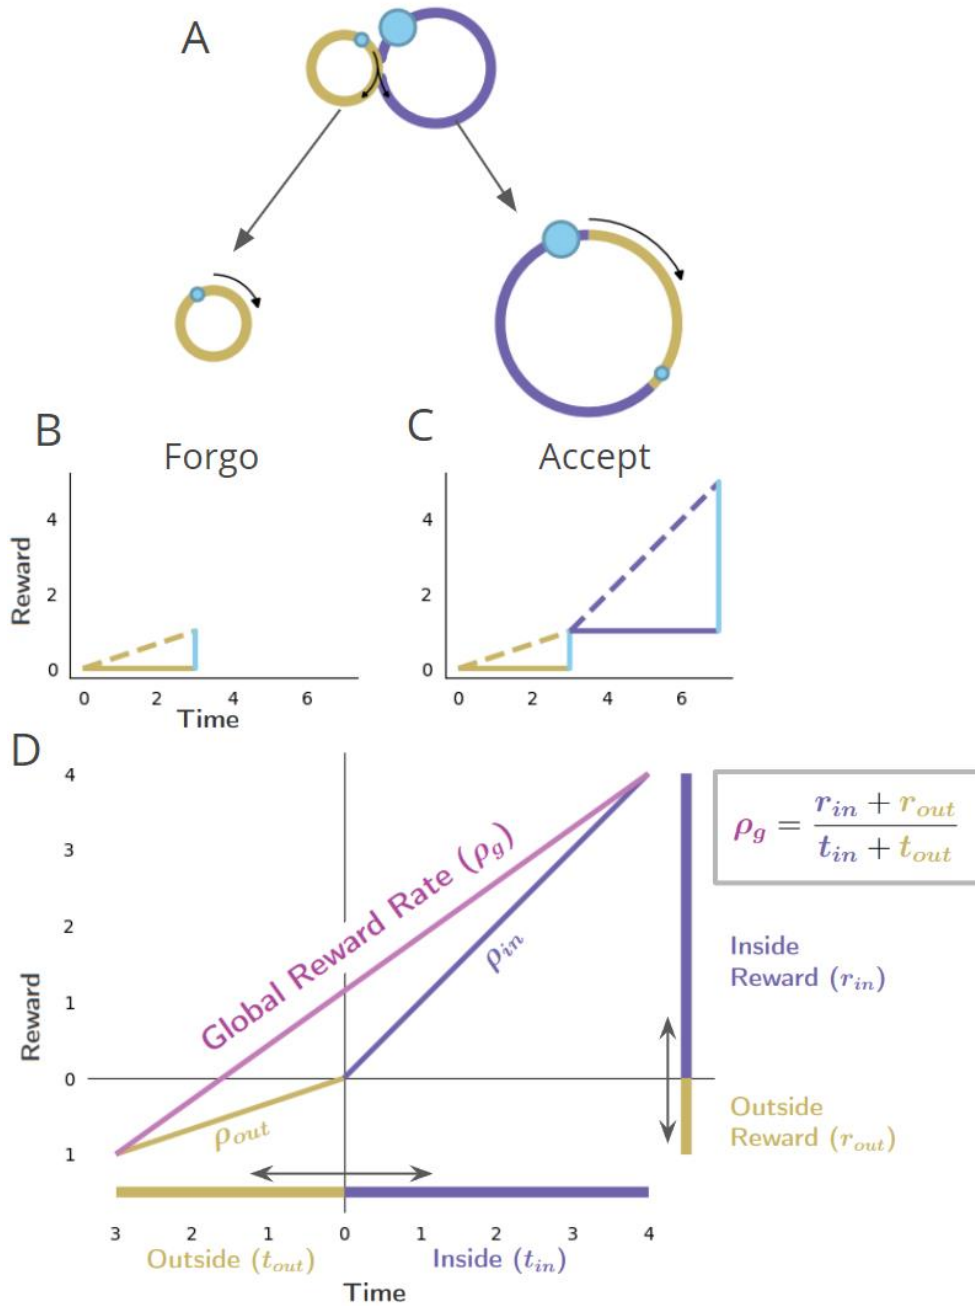 A
B
Forgo
Reward
4
2
0
0 2 4 6
Time
C
Accept
4
2
0
0 2 4 6
D
Reward
4
3
2
1
0
1
Global Reward Rate (ρg)
ρin
ρout
ρg = (rin + rout) / (tin + tout)
Inside
Reward (rin)
Outside
Reward (rout)
3 2 1 0 1 2 3 4
Outside (tout) Inside (tin)
Time